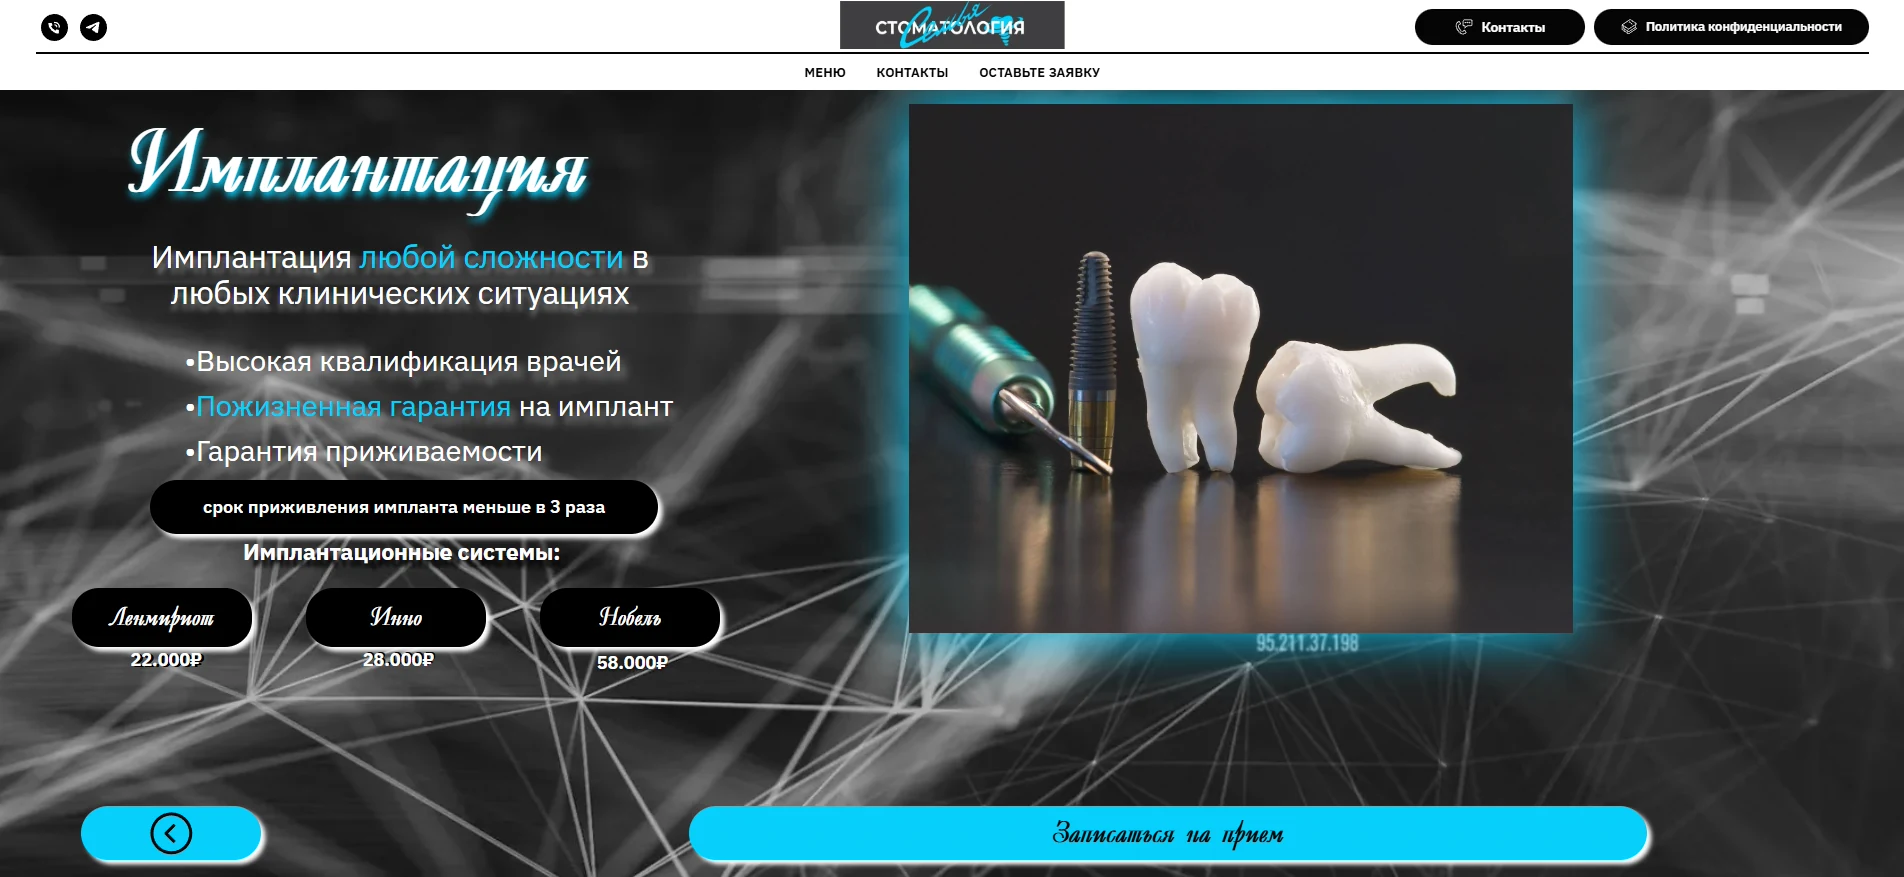 СТОМАТОЛОГИЯ
Семья
Контакты
Политика конфиденциальности
МЕНЮ КОНТАКТЫ ОСТАВЬТЕ ЗАЯВКУ
Имплантация
Имплантация любой сложности в
любых клинических ситуациях
•Высокая квалификация врачей
•Пожизненная гарантия на имплант
•Гарантия приживаемости
срок приживления импланта меньше в 3 раза
Имплантационные системы:
Леимириот Инно Нобель
22.000₽ 28.000₽ 58.000₽
95.211.37.198
Записаться на прием